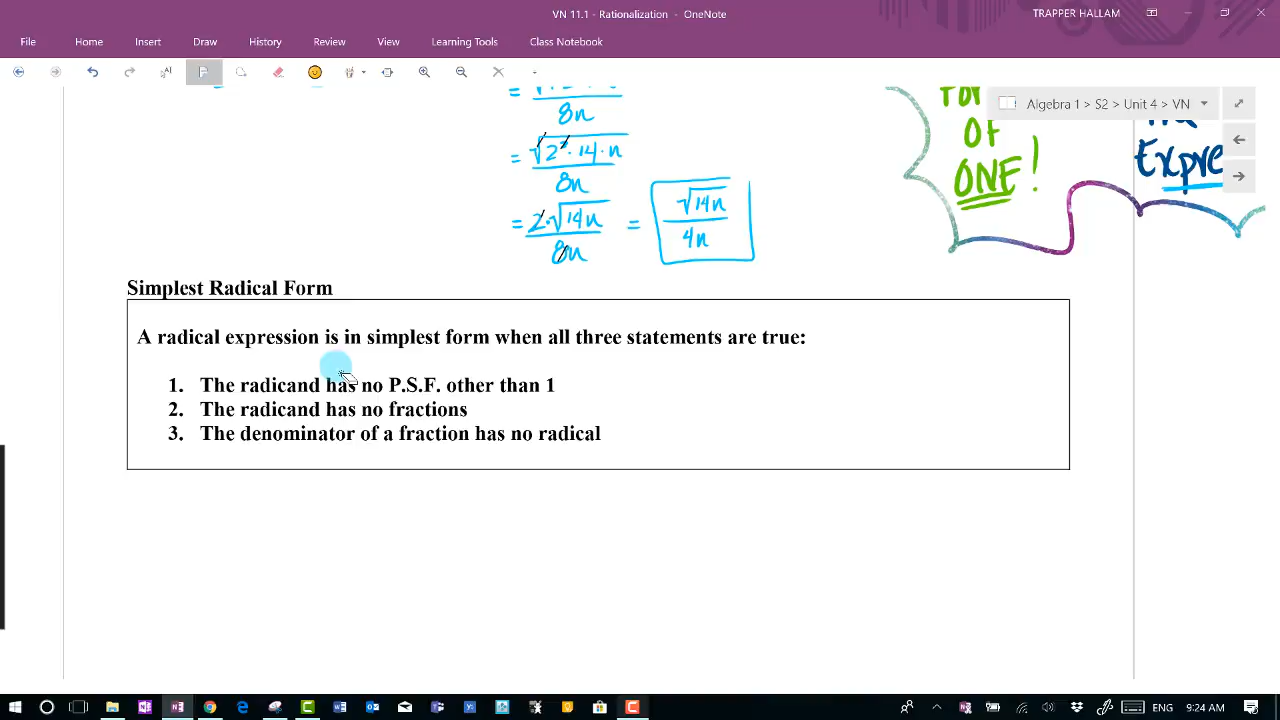 VN 11.1 - Rationalization - OneNote
TRAPPER HALLAM
File Home Insert Draw History Review View Learning Tools Class Notebook
Algebra 1 > S2 > Unit 4 > VN
8n
= √2² · 14 · n
8n
= 2·√14n = √14n
8n 4n
OF
ONE!
Expre
Simplest Radical Form
A radical expression is in simplest form when all three statements are true:
1. The radicand has no P.S.F. other than 1
2. The radicand has no fractions
3. The denominator of a fraction has no radical
ENG 9:24 AM